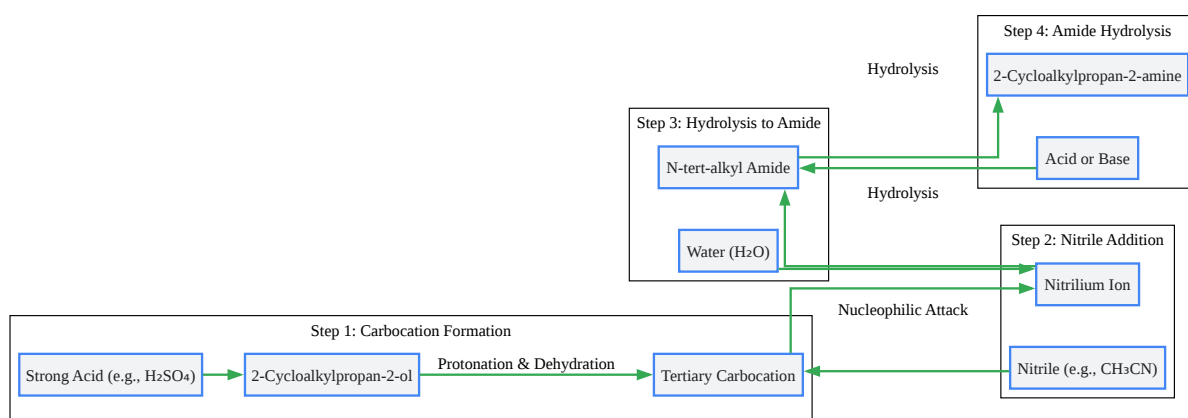 Step 4: Amide Hydrolysis
2-Cycloalkylpropan-2-amine
Hydrolysis
Step 3: Hydrolysis to Amide
N-tert-alkyl Amide
Acid or Base
Hydrolysis
Water (H₂O)
Step 2: Nitrile Addition
Nitrilium Ion
Nucleophilic Attack
Step 1: Carbocation Formation
Strong Acid (e.g., H₂SO₄)
2-Cycloalkylpropan-2-ol
Protonation & Dehydration
Tertiary Carbocation
Nitrile (e.g., CH₃CN)